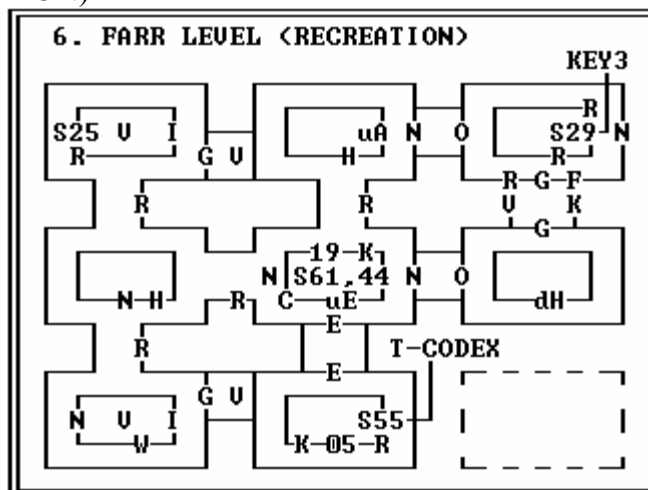 6. FARR LEVEL (RECREATION)
KEY3
R
S25 V I uA N O S29 N
R G V H R
R G F
R R V K
G
19 K
N S61,44 N O
N H R C uE dH
E
R T-CODEX
E
G V
N V I S55
W K 05 R